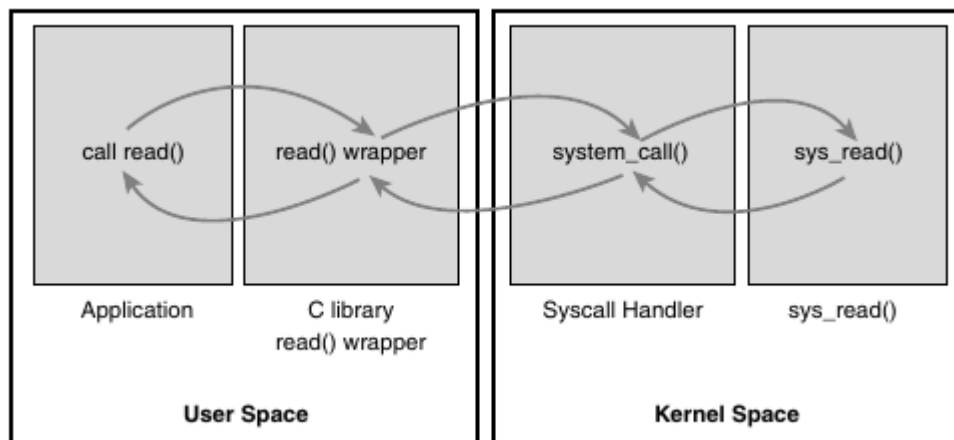 call read()
read() wrapper
system_call()
sys_read()
Application
C library
read() wrapper
Syscall Handler
sys_read()
User Space
Kernel Space